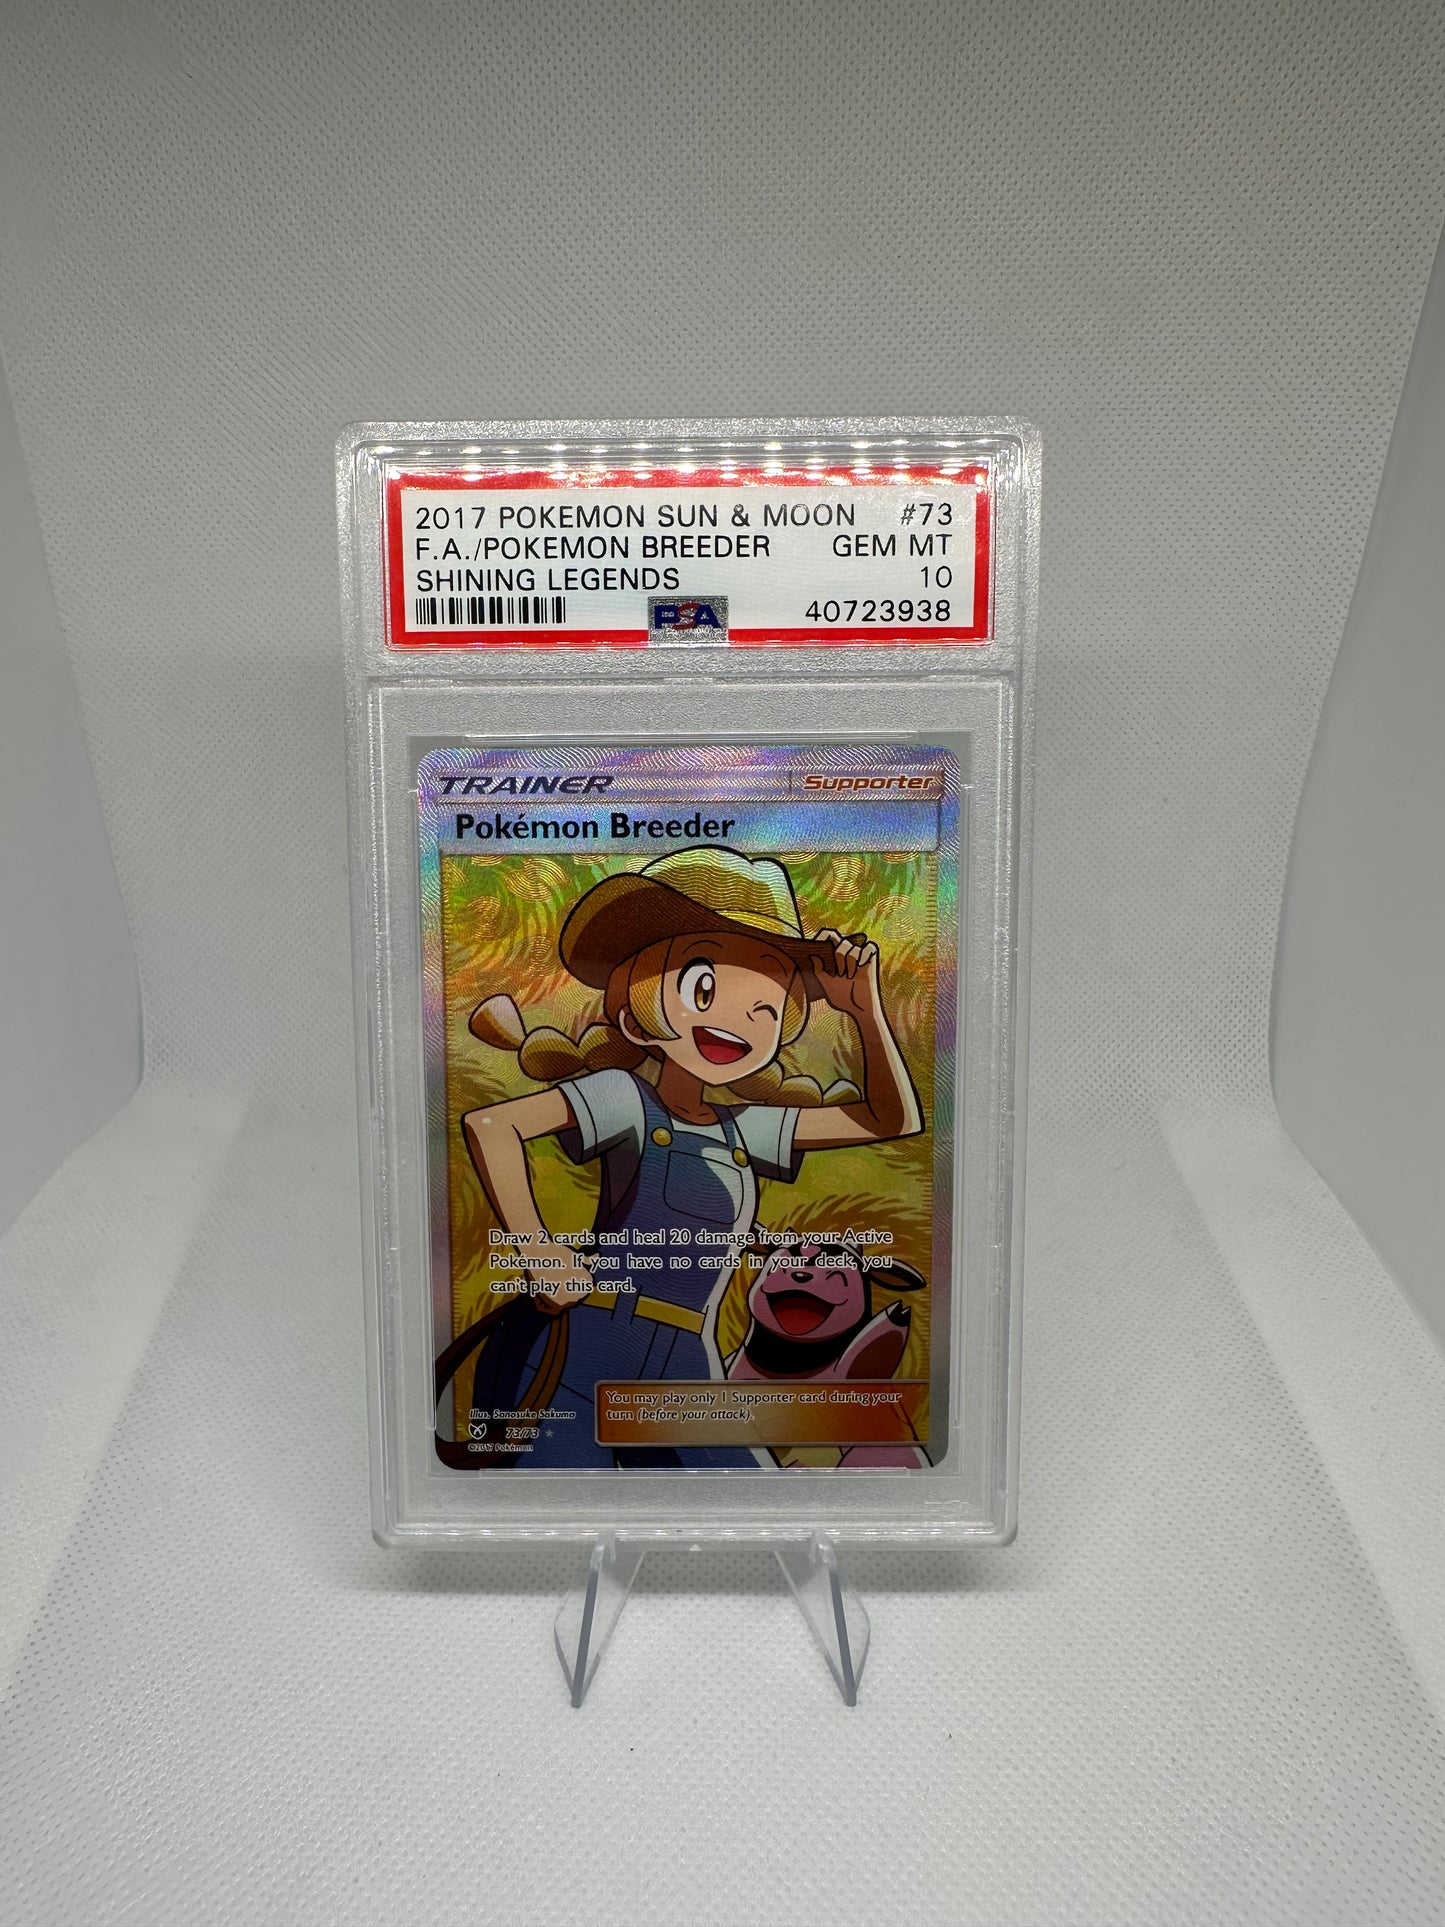 2017 POKEMON SUN & MOON #73
F.A./POKEMON BREEDER GEM MT
SHINING LEGENDS 10
PSA 40723938
TRAINER Supporter
Pokémon Breeder
Draw 2 cards and heal 20 damage from your Active
Pokémon. If you have no cards in your deck, you
can't play this card.
You may play only 1 Supporter card during your
turn (before your attack).
Illus. Sanosuke Sakuma
73/73
©2017 Pokémon